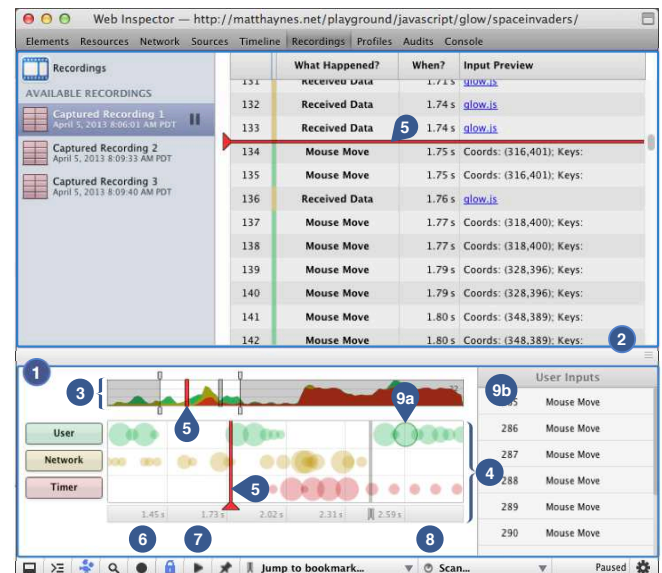 Web Inspector — http://matthaynes.net/playground/javascript/glow/spaceinvaders/
Elements Resources Network Sources Timeline Recordings Profiles Audits Console
Recordings
AVAILABLE RECORDINGS
Captured Recording 1
April 5, 2013 8:06:01 AM PDT
Captured Recording 2
April 5, 2013 8:09:33 AM PDT
Captured Recording 3
April 5, 2013 8:09:40 AM PDT
What Happened? When? Input Preview
131 Received Data 1.71 s glow.js
132 Received Data 1.74 s glow.js
133 Received Data 1.74 s glow.js
5
134 Mouse Move 1.75 s Coords: (316,401); Keys:
135 Mouse Move 1.75 s Coords: (316,401); Keys:
136 Received Data 1.76 s glow.js
137 Mouse Move 1.77 s Coords: (318,400); Keys:
138 Mouse Move 1.77 s Coords: (318,400); Keys:
139 Mouse Move 1.79 s Coords: (328,396); Keys:
140 Mouse Move 1.79 s Coords: (328,396); Keys:
141 Mouse Move 1.80 s Coords: (348,389); Keys:
142 Mouse Move 1.80 s Coords: (348,389); Keys:
2
1
3
5
9a
User
Network
Timer
5
4
1.45 s 1.73 s 2.02 s 2.31 s 2.59 s
User Inputs
9b
Mouse Move
286 Mouse Move
287 Mouse Move
288 Mouse Move
289 Mouse Move
290 Mouse Move
6 7 8
Jump to bookmark... Scan... Paused